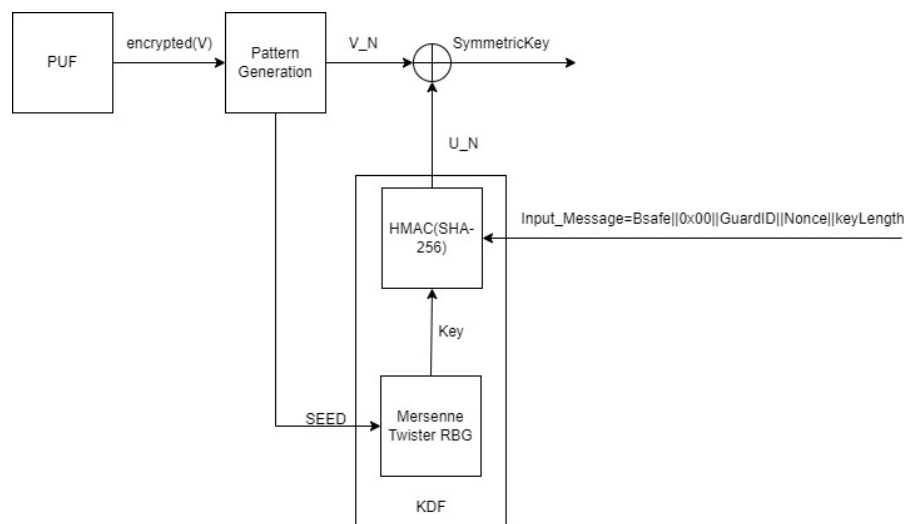 PUF
encrypted(V)
Pattern
Generation
V_N
SymmetricKey
U_N
HMAC(SHA-
256)
Input_Message=Bsafe||0x00||GuardID||Nonce||keyLength
Key
SEED
Mersenne
Twister RBG
KDF